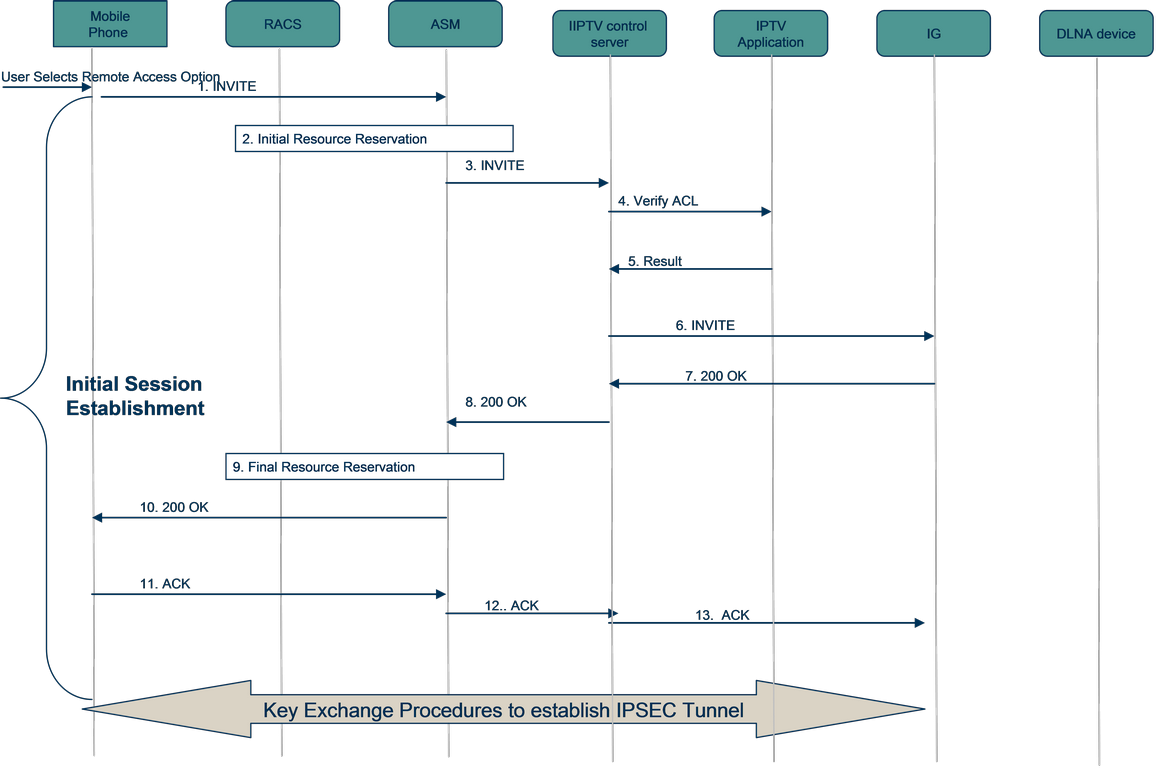 Mobile
Phone
RACS
ASM
IIPTV control
server
IPTV
Application
IG
DLNA device
User Selects Remote Access Option
1. INVITE
2. Initial Resource Reservation
3. INVITE
4. Verify ACL
5. Result
6. INVITE
7. 200 OK
Initial Session
Establishment
8. 200 OK
9. Final Resource Reservation
10. 200 OK
11. ACK
12.. ACK
13. ACK
Key Exchange Procedures to establish IPSEC Tunnel